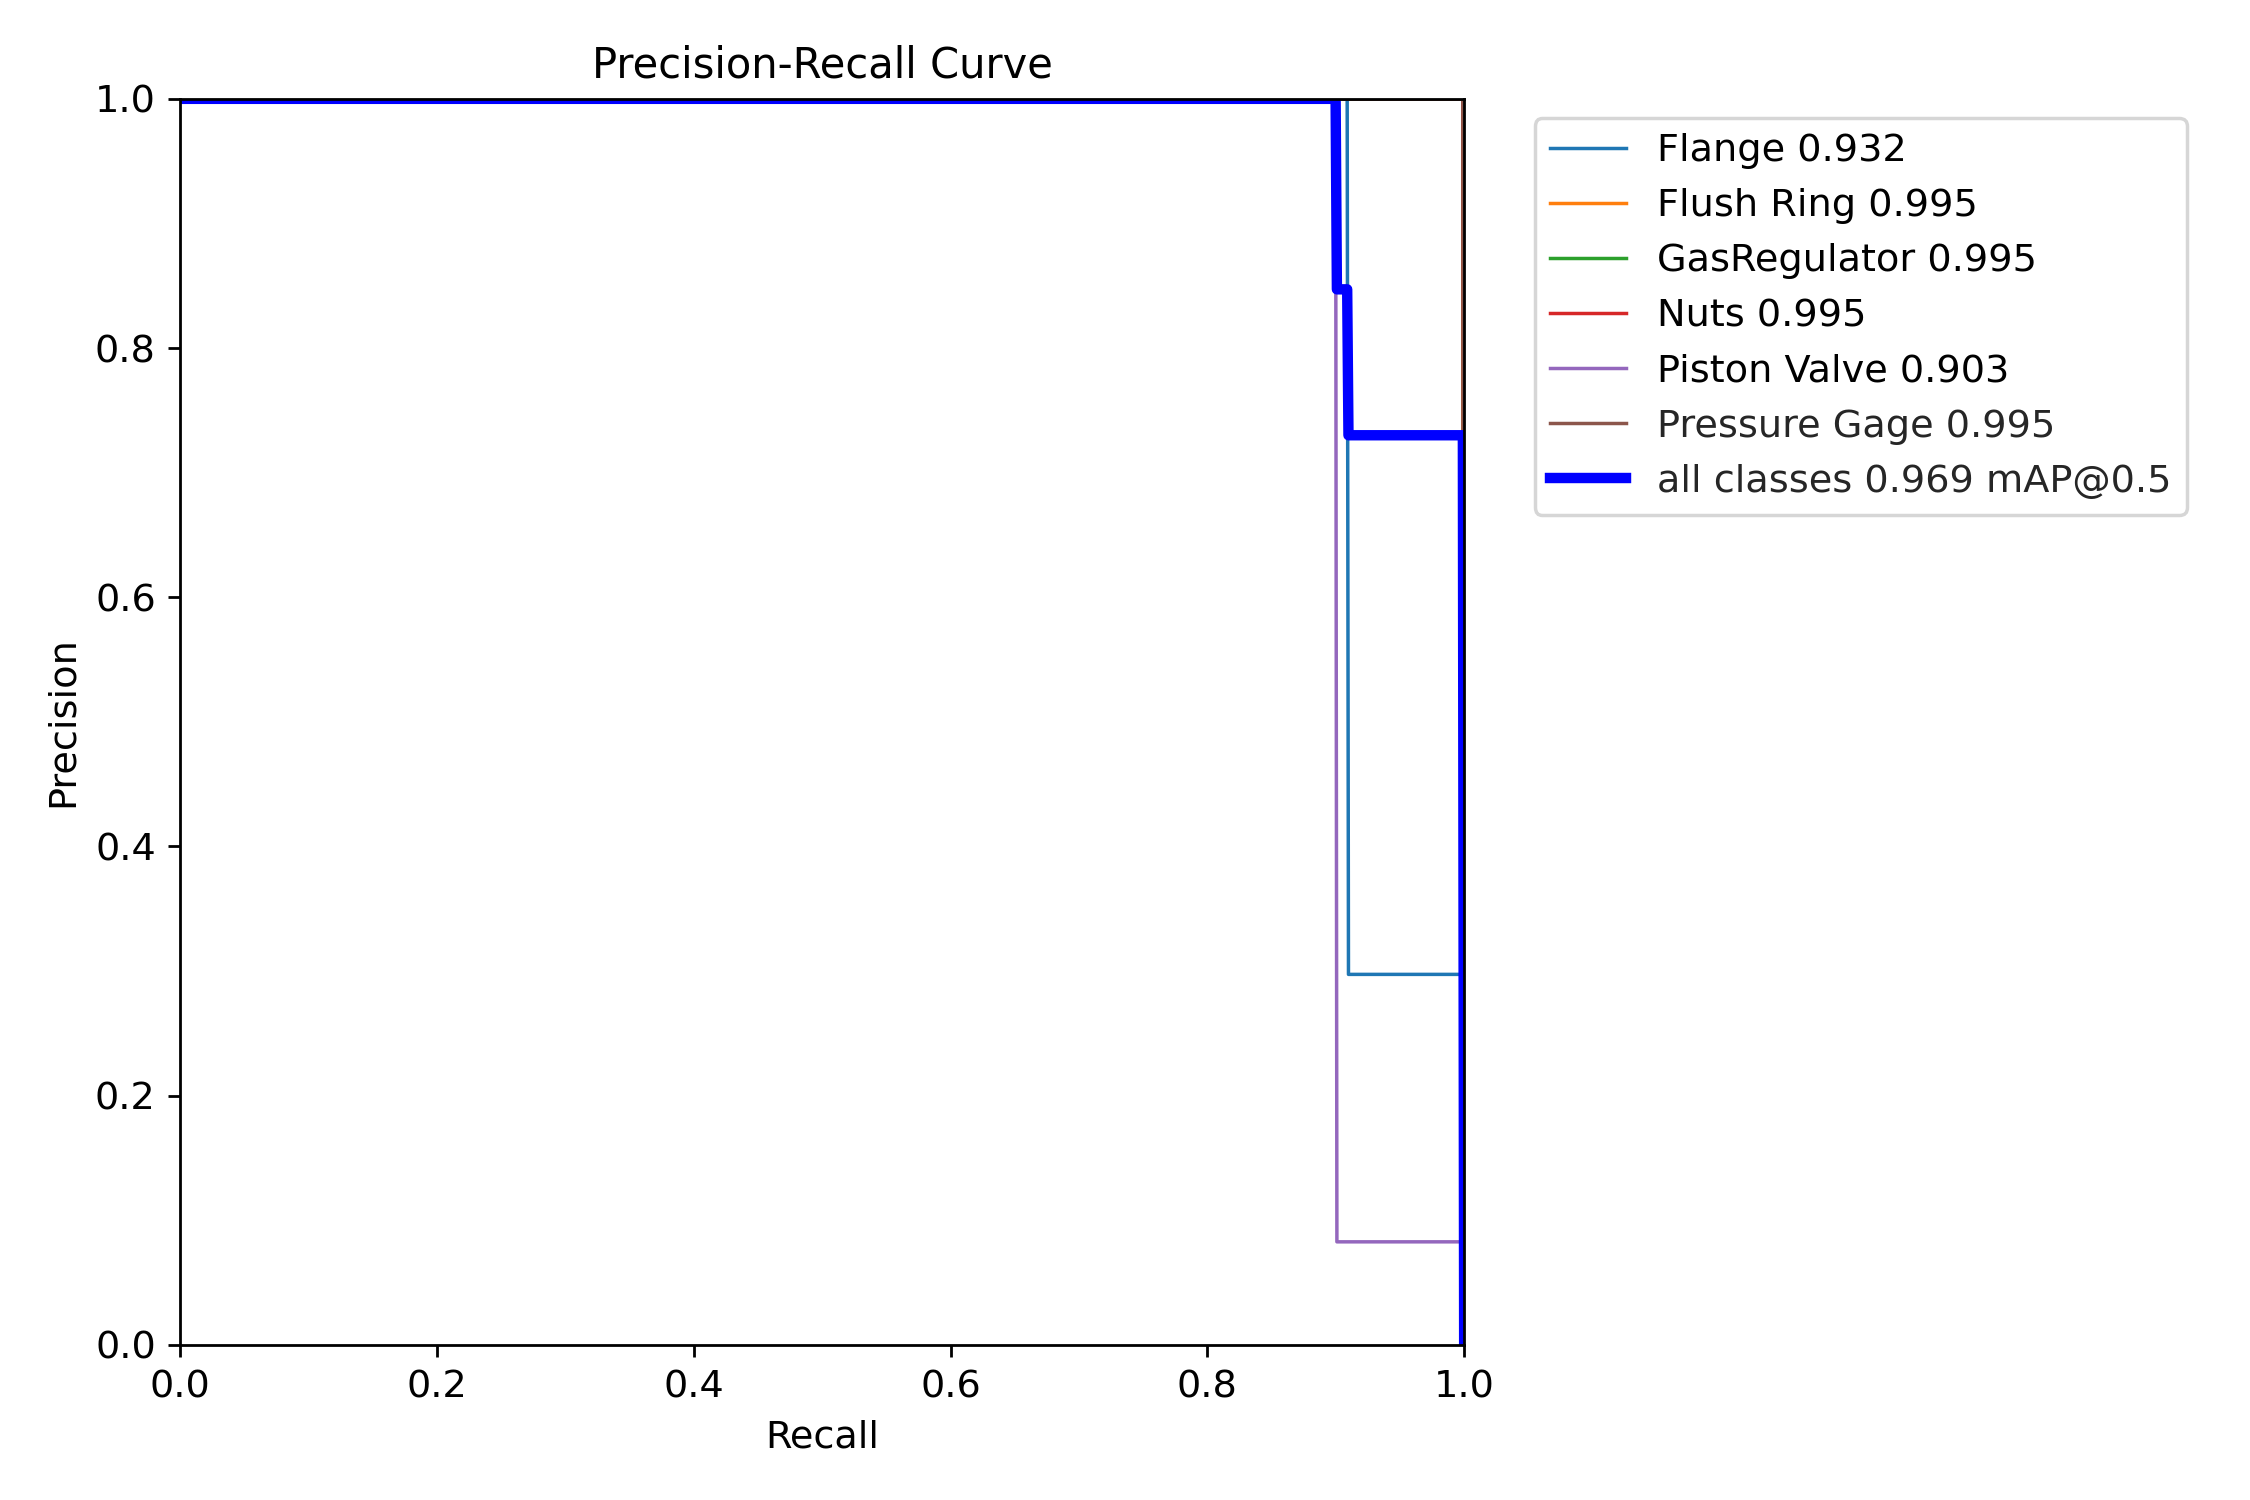 Precision-Recall Curve
1.0
0.8
0.6
0.4
0.2
0.0
Precision
0.0 0.2 0.4 0.6 0.8 1.0
Recall
Flange 0.932
Flush Ring 0.995
GasRegulator 0.995
Nuts 0.995
Piston Valve 0.903
Pressure Gage 0.995
all classes 0.969 mAP@0.5